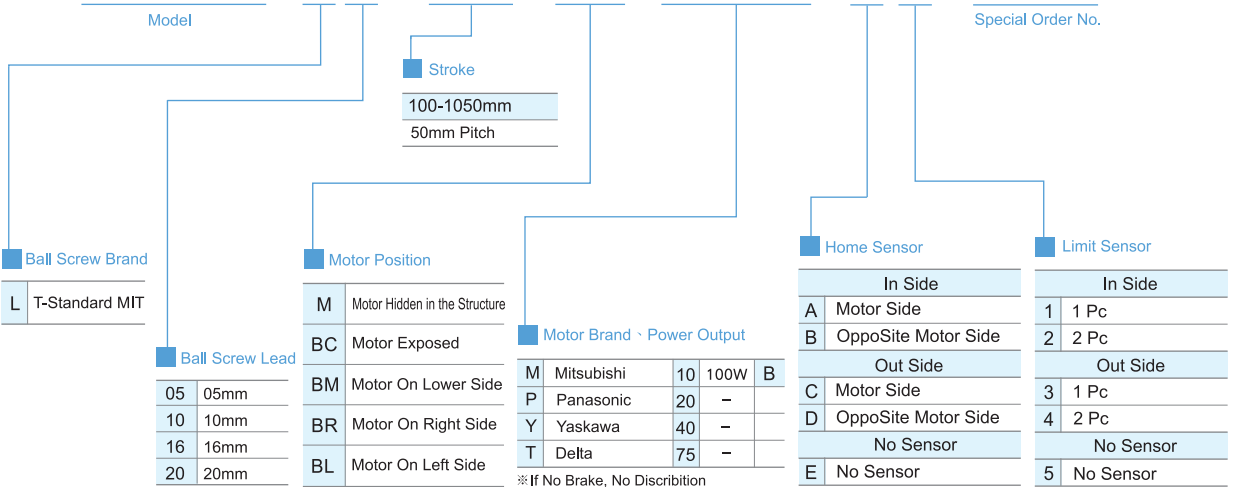 Model
Special Order No.
Stroke
100-1050mm
50mm Pitch
Ball Screw Brand
L T-Standard MIT
Ball Screw Lead
05 05mm
10 10mm
16 16mm
20 20mm
Motor Position
M Motor Hidden in the Structure
BC Motor Exposed
BM Motor On Lower Side
BR Motor On Right Side
BL Motor On Left Side
Motor Brand、Power Output
M Mitsubishi 10 100W B
P Panasonic 20 −
Y Yaskawa 40 −
T Delta 75 −
※If No Brake, No Discribition
Home Sensor
In Side
A Motor Side
B OppoSite Motor Side
Out Side
C Motor Side
D OppoSite Motor Side
No Sensor
E No Sensor
Limit Sensor
In Side
1 1 Pc
2 2 Pc
Out Side
3 1 Pc
4 2 Pc
No Sensor
5 No Sensor